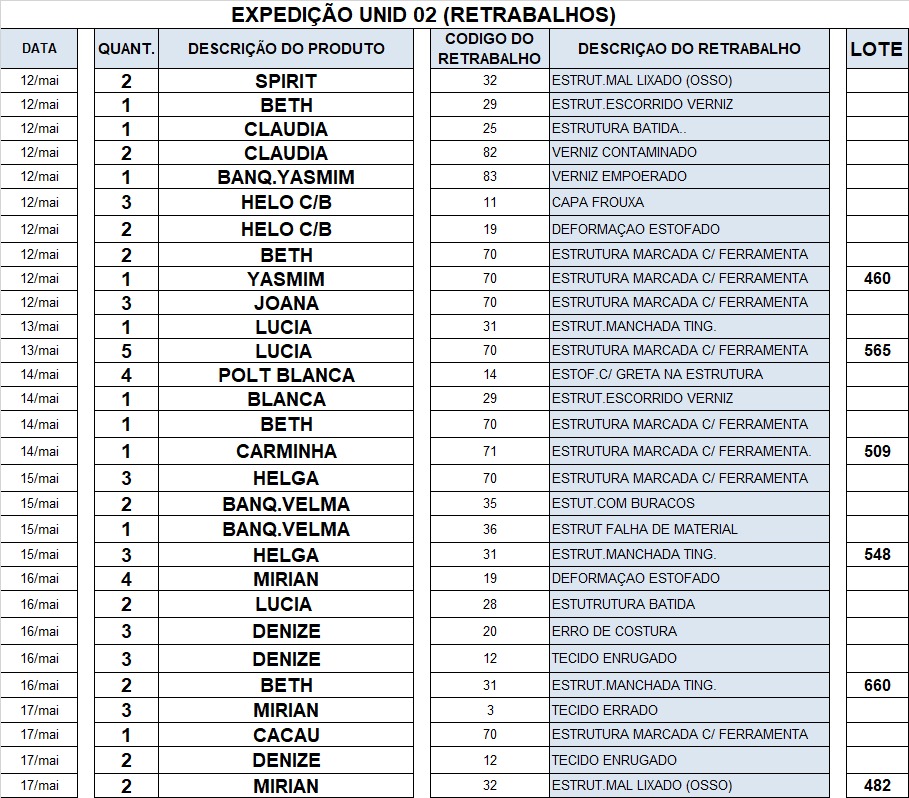 EXPEDIÇÃO UNID 02 (RETRABALHOS)
DATA QUANT. DESCRIÇÃO DO PRODUTO CODIGO DO RETRABALHO DESCRIÇAO DO RETRABALHO LOTE
12/mai 2 SPIRIT 32 ESTRUT.MAL LIXADO (OSSO)
12/mai 1 BETH 29 ESTRUT.ESCORRIDO VERNIZ
12/mai 1 CLAUDIA 25 ESTRUTURA BATIDA..
12/mai 2 CLAUDIA 82 VERNIZ CONTAMINADO
12/mai 1 BANQ.YASMIM 83 VERNIZ EMPOERADO
12/mai 3 HELO C/B 11 CAPA FROUXA
12/mai 2 HELO C/B 19 DEFORMAÇAO ESTOFADO
12/mai 2 BETH 70 ESTRUTURA MARCADA C/ FERRAMENTA
12/mai 1 YASMIM 70 ESTRUTURA MARCADA C/ FERRAMENTA 460
12/mai 3 JOANA 70 ESTRUTURA MARCADA C/ FERRAMENTA
13/mai 1 LUCIA 31 ESTRUT.MANCHADA TING.
13/mai 5 LUCIA 70 ESTRUTURA MARCADA C/ FERRAMENTA 565
14/mai 4 POLT BLANCA 14 ESTOF.C/ GRETA NA ESTRUTURA
14/mai 1 BLANCA 29 ESTRUT.ESCORRIDO VERNIZ
14/mai 1 BETH 70 ESTRUTURA MARCADA C/ FERRAMENTA
14/mai 1 CARMINHA 71 ESTRUTURA MARCADA C/ FERRAMENTA. 509
15/mai 3 HELGA 70 ESTRUTURA MARCADA C/ FERRAMENTA
15/mai 2 BANQ.VELMA 35 ESTUT.COM BURACOS
15/mai 1 BANQ.VELMA 36 ESTRUT FALHA DE MATERIAL
15/mai 3 HELGA 31 ESTRUT.MANCHADA TING. 548
16/mai 4 MIRIAN 19 DEFORMAÇAO ESTOFADO
16/mai 2 LUCIA 28 ESTUTRUTURA BATIDA
16/mai 3 DENIZE 20 ERRO DE COSTURA
16/mai 3 DENIZE 12 TECIDO ENRUGADO
16/mai 2 BETH 31 ESTRUT.MANCHADA TING. 660
17/mai 3 MIRIAN 3 TECIDO ERRADO
17/mai 1 CACAU 70 ESTRUTURA MARCADA C/ FERRAMENTA
17/mai 2 DENIZE 12 TECIDO ENRUGADO
17/mai 2 MIRIAN 32 ESTRUT.MAL LIXADO (OSSO) 482